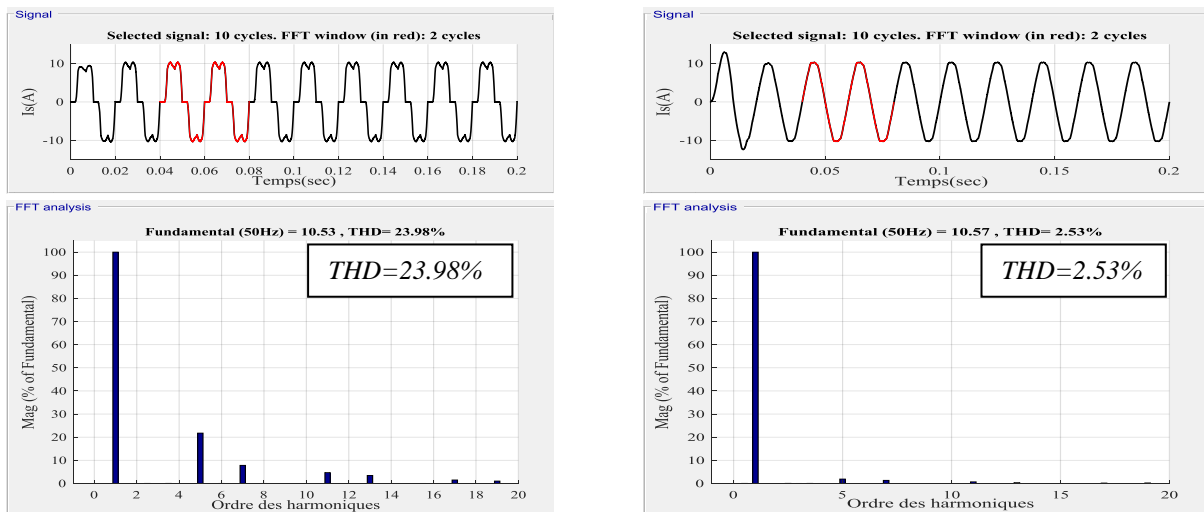 Signal
Selected signal: 10 cycles. FFT window (in red): 2 cycles
10
0
-10
Is(A)
0 0.02 0.04 0.06 0.08 0.1 0.12 0.14 0.16 0.18 0.2
Temps(sec)
FFT analysis
Fundamental (50Hz) = 10.53 , THD= 23.98%
THD=23.98%
100
90
80
70
60
50
40
30
20
10
0
Mag (% of Fundamental)
0 2 4 6 8 10 12 14 16 18 20
Ordre des harmoniques
Signal
Selected signal: 10 cycles. FFT window (in red): 2 cycles
10
0
-10
Is(A)
0 0.05 0.1 0.15 0.2
Temps(sec)
FFT analysis
Fundamental (50Hz) = 10.57 , THD= 2.53%
THD=2.53%
100
90
80
70
60
50
40
30
20
10
0
Mag (% of Fundamental)
0 5 10 15 20
Ordre des harmoniques